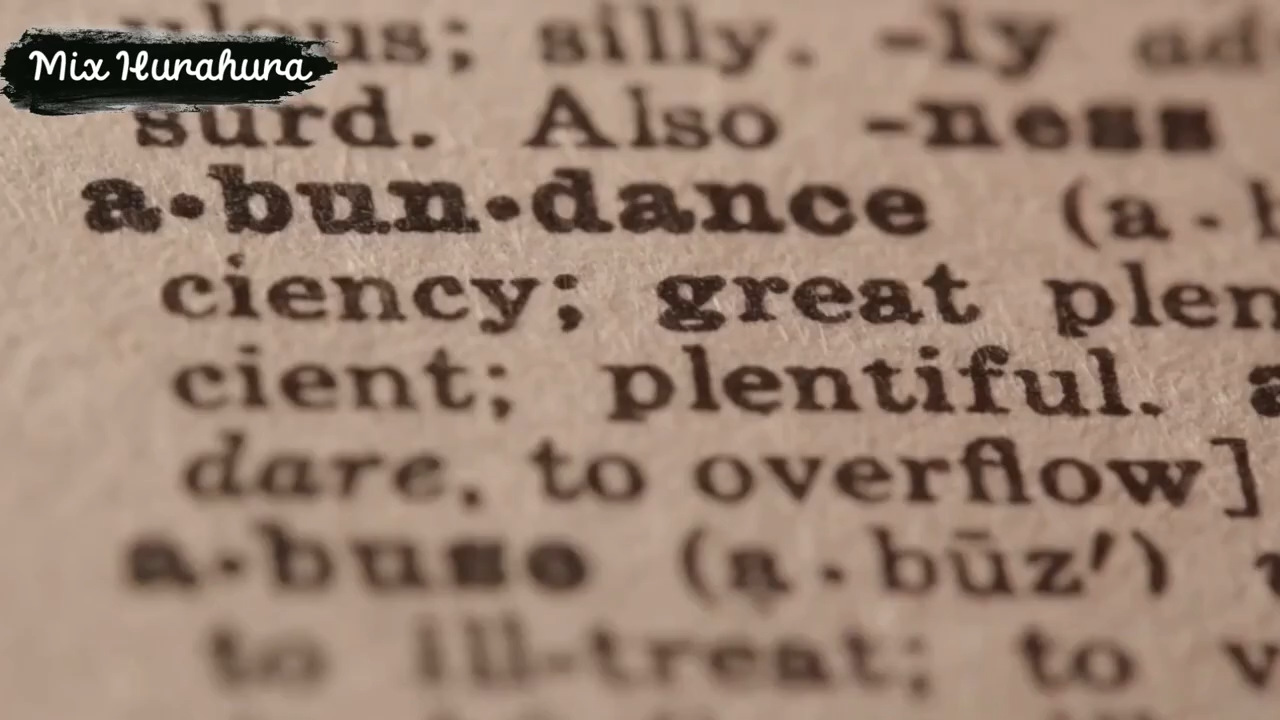 Mix Hurahura
ulous; silly. -ly ad
surd. Also -ness
a·bun·dance (a·b
ciency; great plen
cient; plentiful. a
dare, to overflow]
a·buse (a·būz′)
to ill-treat; to v